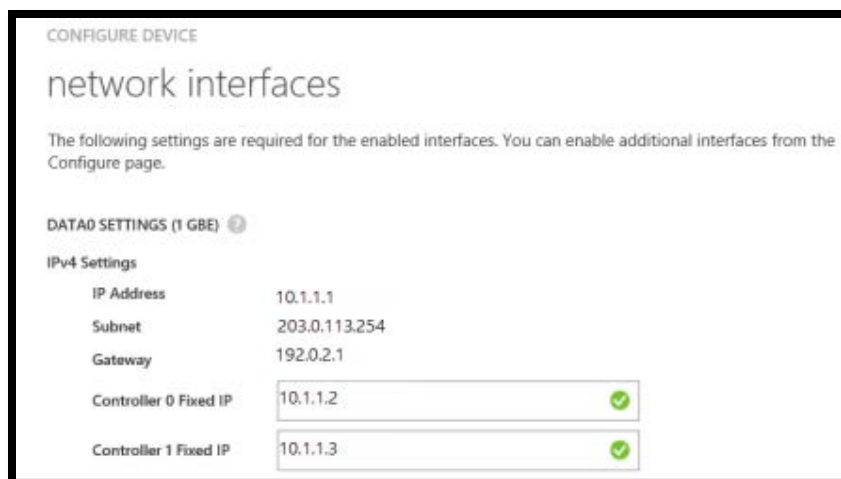 CONFIGURE DEVICE
network interfaces
The following settings are required for the enabled interfaces. You can enable additional interfaces from the
Configure page.
DATA0 SETTINGS (1 GBE) ?
IPv4 Settings
IP Address 10.1.1.1
Subnet 203.0.113.254
Gateway 192.0.2.1
Controller 0 Fixed IP 10.1.1.2
Controller 1 Fixed IP 10.1.1.3